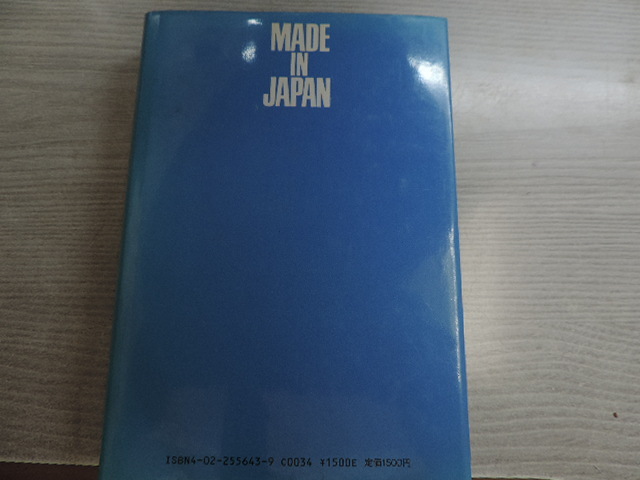 MADE
IN
JAPAN
ISBN4-02-255643-9 C0034 ¥1500E 定価1500円